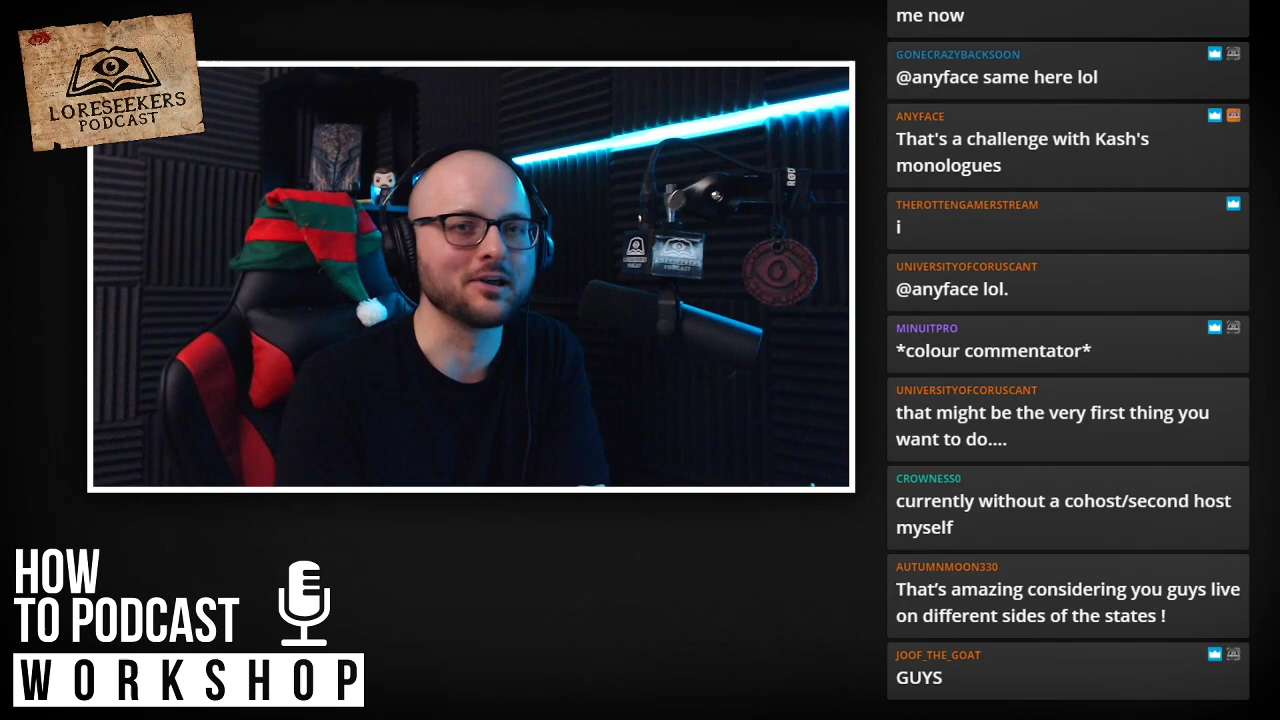 LORESEEKERS
PODCAST
RØDE
LORESEEKERS
PODCAST
HOW
TO PODCAST
WORKSHOP
me now
GONECRAZYBACKSOON
@anyface same here lol
ANYFACE
That's a challenge with Kash's
monologues
THEROTTENGAMERSTREAM
i
UNIVERSITYOFCORUSCANT
@anyface lol.
MINUITPRO
*colour commentator*
UNIVERSITYOFCORUSCANT
that might be the very first thing you
want to do....
CROWNESS0
currently without a cohost/second host
myself
AUTUMNMOON330
That’s amazing considering you guys live
on different sides of the states !
JOOF_THE_GOAT
GUYS